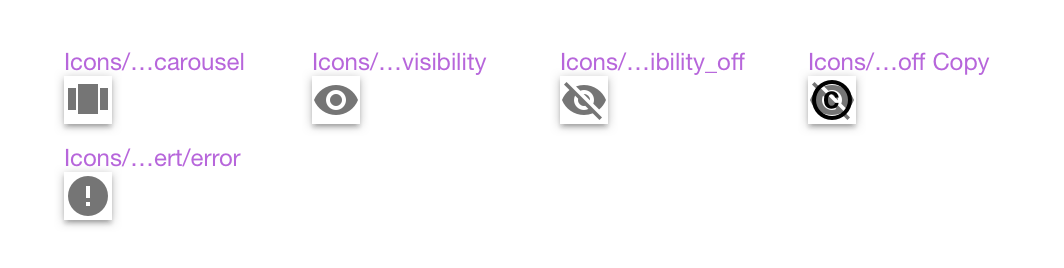 Icons/…carousel Icons/…visibility Icons/…ibility_off Icons/…off Copy
C
Icons/…ert/error
!